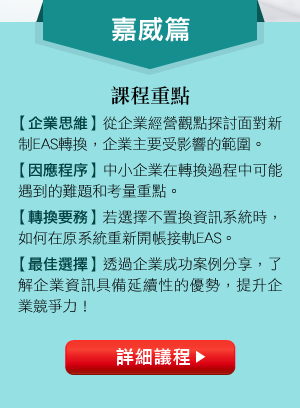 嘉威篇
課程重點
【企業思維】從企業經營觀點探討面對新
制EAS轉換，企業主要受影響的範圍。
【因應程序】中小企業在轉換過程中可能
遇到的難題和考量重點。
【轉換要務】若選擇不置換資訊系統時，
如何在原系統重新開帳接軌EAS。
【最佳選擇】透過企業成功案例分享，了
解企業資訊具備延續性的優勢，提升企
業競爭力！
詳細議程▶